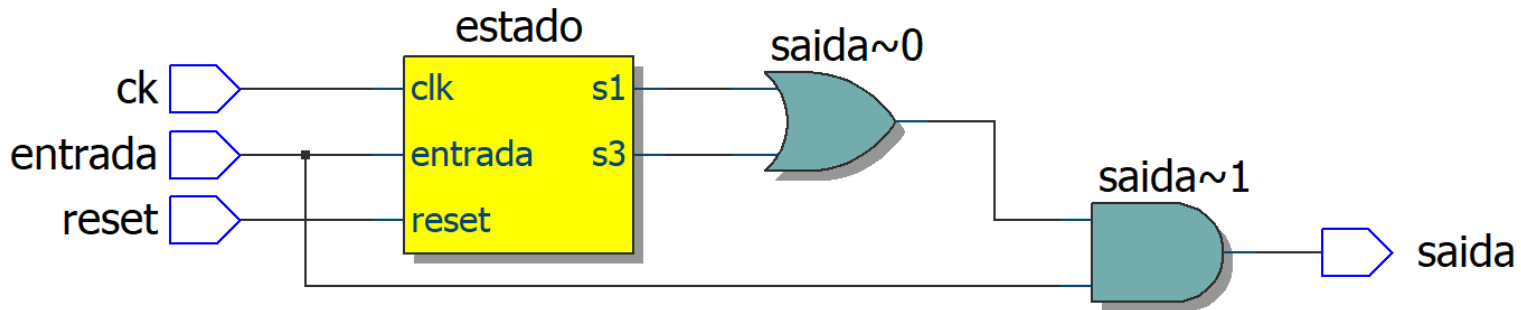 estado
saida~0
ck
clk
s1
entrada
entrada
s3
reset
reset
saida~1
saida